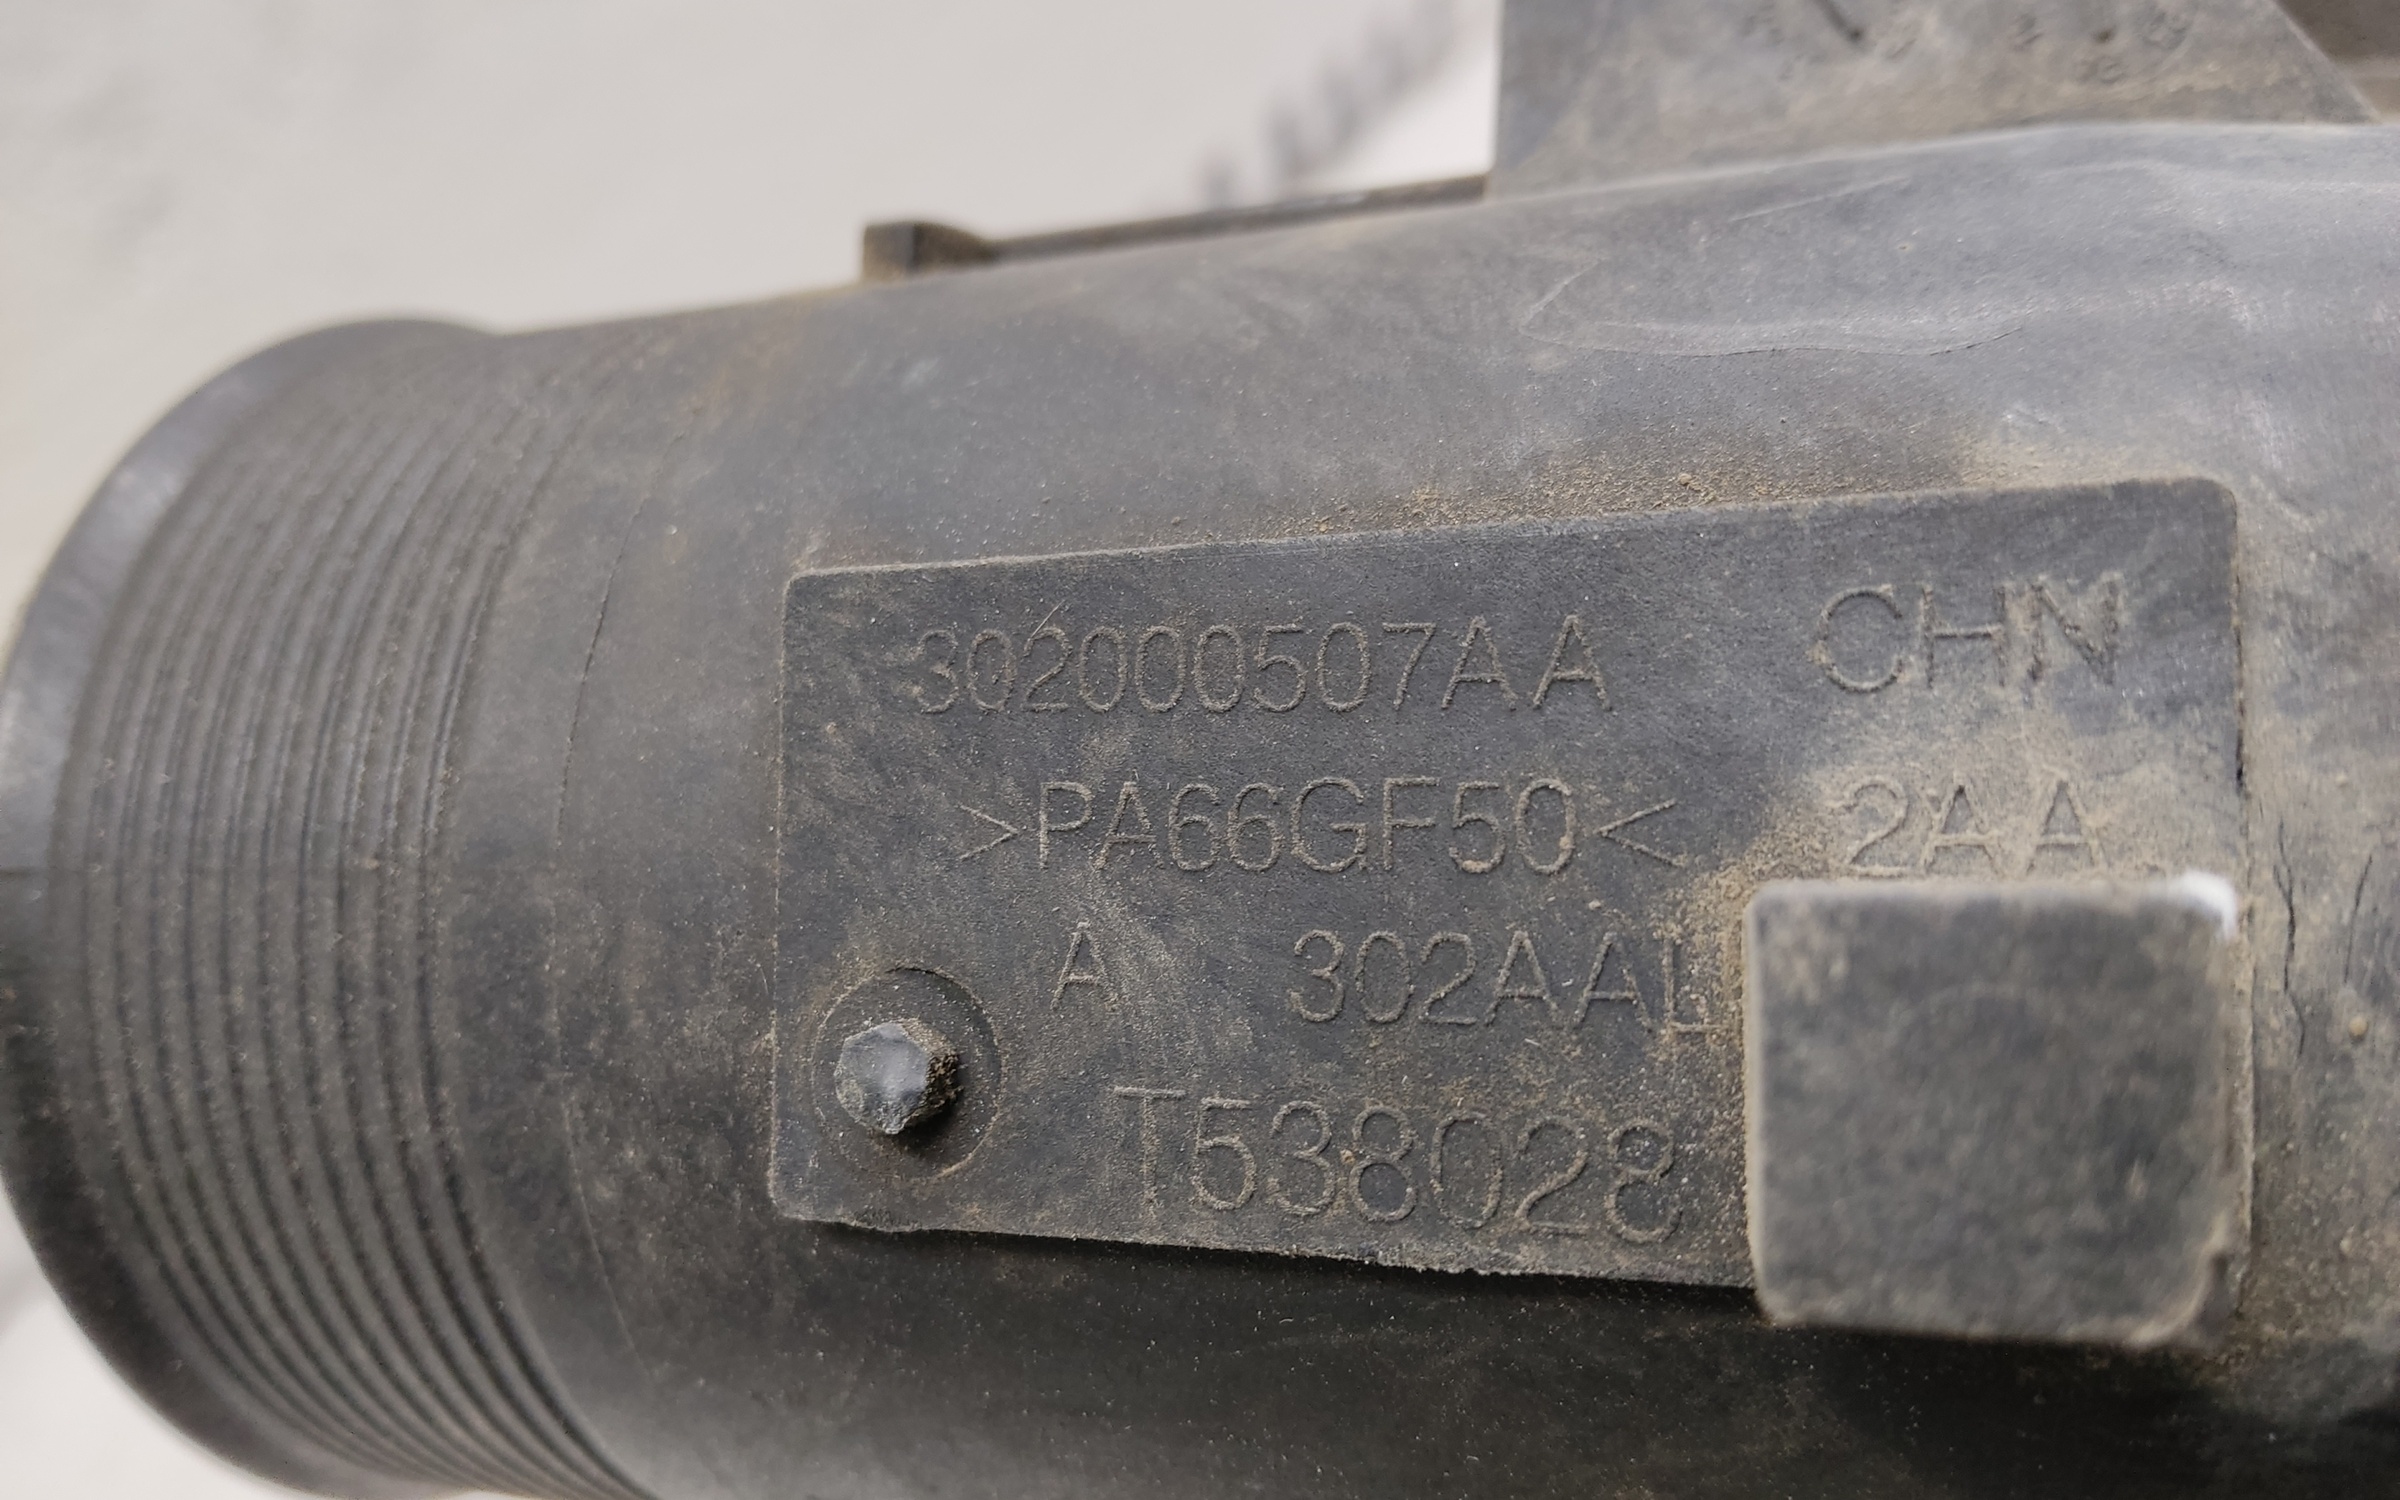 302000507AA CHN
>PA66GF50< 2AA
A 302AAL
T538028